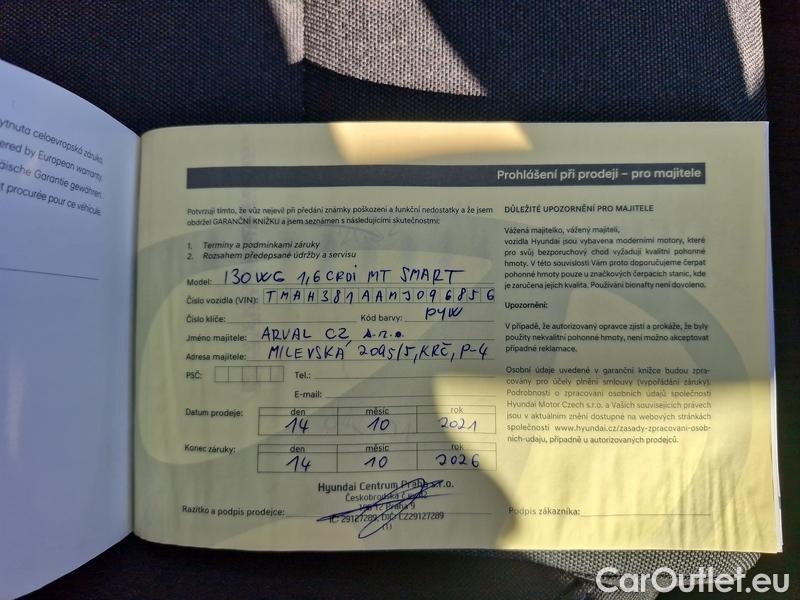 ytnuta celoevropská záruka.
ered by European warranty.
äische Garantie gewähren.
t procurée pour ce véhicule.
Prohlášení při prodeji – pro majitele
Potvrzuji tímto, že vůz nejevil při předání známky poškození a funkční nedostatky a že jsem
obdržel GARANČNÍ KNÍŽKU a jsem seznámen s následujícími skutečnostmi:
1. Termíny a podmínkami záruky
2. Rozsahem předepsané údržby a servisu
Model: I30 WG 1,6 CRDi MT SMART
Číslo vozidla (VIN): TMAH381AAMJ096856
Číslo klíče: Kód barvy: PYW
Jméno majitele: ARVAL CZ s.r.o.
Adresa majitele: MILEVSKÁ 2095/5, KRČ, P-4
PSČ: Tel.:
E-mail:
Datum prodeje: den měsíc rok
14 10 2021
Konec záruky: den měsíc rok
14 10 2026
Hyundai Centrum Praha s.r.o.
Českobrodská
Praha 9
IČ 29127289, DIČ CZ29127289
(1)
Razítko a podpis prodejce:
DŮLEŽITÉ UPOZORNĚNÍ PRO MAJITELE
Vážená majitelko, vážený majiteli,
vozidla Hyundai jsou vybavena moderními motory, které
pro svůj bezporuchový chod vyžadují kvalitní pohonné
hmoty. V této souvislosti Vám proto doporučujeme čerpat
pohonné hmoty pouze u značkových čerpacích stanic, kde
je zaručena jejich kvalita. Používání bionafty není dovoleno.
Upozornění:
V případě, že autorizovaný opravce zjistí a prokáže, že byly
použity nekvalitní pohonné hmoty, není možno akceptovat
případné reklamace.
Osobní údaje uvedené v garanční knížce budou zpra-
covány pro účely plnění smlouvy (vypořádání záruky).
Podrobnosti o zpracování osobních údajů společností
Hyundai Motor Czech s.r.o. a Vašich souvisejících právech
jsou v aktuálním znění dostupné na webových stránkách
společnosti www.hyundai.cz/zasady-zpracovani-osob-
nich-udaju, případně u autorizovaných prodejců.
Podpis zákazníka:
CarOutlet.eu